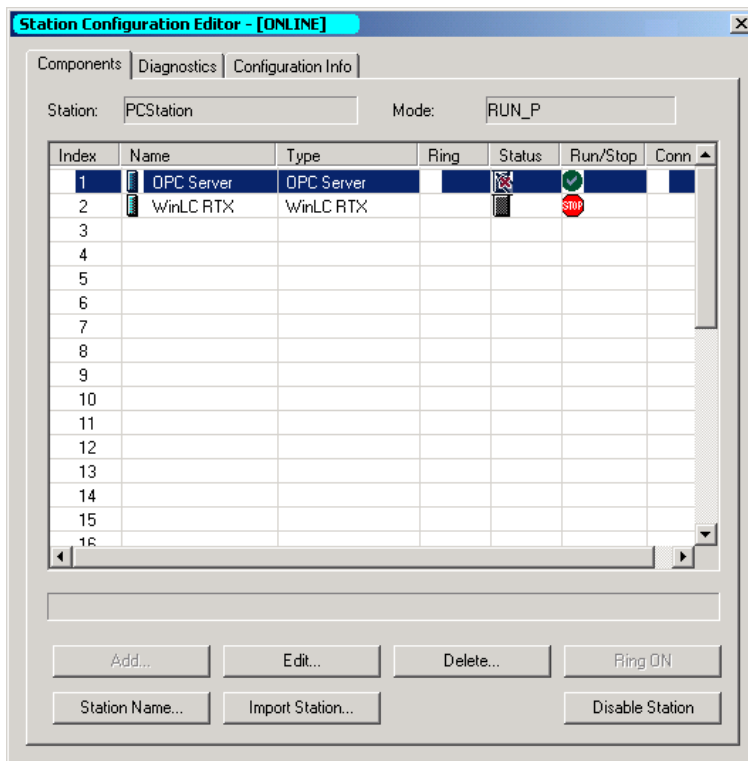 Station Configuration Editor - [ONLINE]
Components Diagnostics Configuration Info
Station: PCStation Mode: RUN_P
Index Name Type Ring Status Run/Stop Conn
1 OPC Server OPC Server
2 WinLC RTX WinLC RTX STOP
3
4
5
6
7
8
9
10
11
12
13
14
15
16
Add... Edit... Delete... Ring ON
Station Name... Import Station... Disable Station